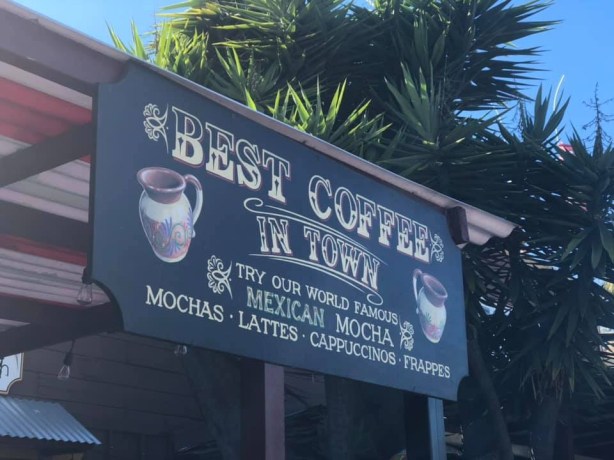 BEST COFFEE
IN TOWN
TRY OUR WORLD FAMOUS
MEXICAN MOCHA
MOCHAS · LATTES · CAPPUCCINOS · FRAPPES